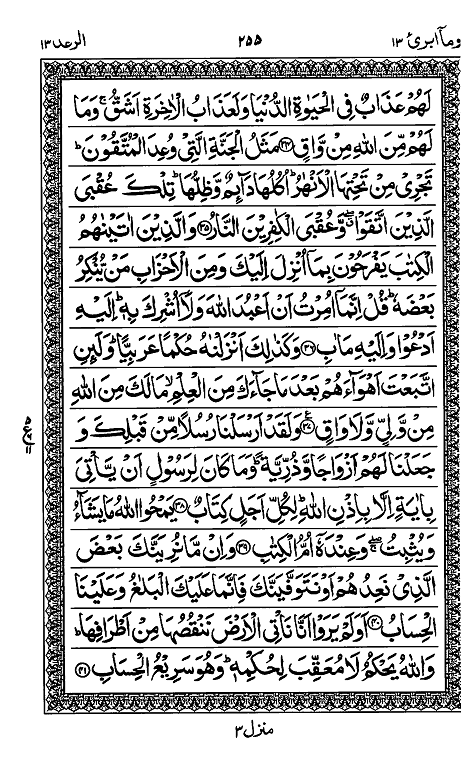 ومآ ابرئ ١٣ ٢٥٥ الرعد ١٣
لَهُمْ عَذَابٌ فِي الْحَيٰوةِ الدُّنْيَا وَلَعَذَابُ الْاٰخِرَةِ اَشَقُّ ۚ وَمَا
لَهُمْ مِّنَ اللّٰهِ مِنْ وَّاقٍ ﴿٣٤﴾ مَثَلُ الْجَنَّةِ الَّتِيْ وُعِدَ الْمُتَّقُوْنَ ؕ
تَجْرِيْ مِنْ تَحْتِهَا الْاَنْهٰرُ ؕ اُكُلُهَا دَآئِمٌ وَّظِلُّهَا ؕ تِلْكَ عُقْبَى
الَّذِيْنَ اتَّقَوْا ۖ وَّعُقْبَى الْكٰفِرِيْنَ النَّارُ ﴿٣٥﴾ وَالَّذِيْنَ اٰتَيْنٰهُمُ
الْكِتٰبَ يَفْرَحُوْنَ بِمَاۤ اُنْزِلَ اِلَيْكَ وَمِنَ الْاَحْزَابِ مَنْ يُّنْكِرُ
بَعْضَهٗ ؕ قُلْ اِنَّمَاۤ اُمِرْتُ اَنْ اَعْبُدَ اللّٰهَ وَلَاۤ اُشْرِكَ بِهٖ ؕ اِلَيْهِ
اَدْعُوْا وَاِلَيْهِ مَاٰبِ ﴿٣٦﴾ وَكَذٰلِكَ اَنْزَلْنٰهُ حُكْمًا عَرَبِيًّا ؕ وَلَئِنِ
اتَّبَعْتَ اَهْوَآءَهُمْ بَعْدَ مَا جَآءَكَ مِنَ الْعِلْمِ ۙ مَا لَكَ مِنَ اللّٰهِ
مِنْ وَّلِيٍّ وَّلَا وَاقٍ ﴿٣٧﴾ وَلَقَدْ اَرْسَلْنَا رُسُلًا مِّنْ قَبْلِكَ وَ
جَعَلْنَا لَهُمْ اَزْوَاجًا وَّذُرِّيَّةً ؕ وَمَا كَانَ لِرَسُوْلٍ اَنْ يَّاْتِيَ
بِاٰيَةٍ اِلَّا بِاِذْنِ اللّٰهِ ؕ لِكُلِّ اَجَلٍ كِتَابٌ ﴿٣٨﴾ يَمْحُوا اللّٰهُ مَا يَشَآءُ
وَيُثْبِتُ ۖ وَعِنْدَهٗۤ اُمُّ الْكِتٰبِ ﴿٣٩﴾ وَاِنْ مَّا نُرِيَنَّكَ بَعْضَ
الَّذِيْ نَعِدُهُمْ اَوْ نَتَوَفَّيَنَّكَ فَاِنَّمَا عَلَيْكَ الْبَلٰغُ وَعَلَيْنَا
الْحِسَابُ ﴿٤٠﴾ اَوَلَمْ يَرَوْا اَنَّا نَاْتِي الْاَرْضَ نَنْقُصُهَا مِنْ اَطْرَافِهَا ؕ
وَاللّٰهُ يَحْكُمُ لَا مُعَقِّبَ لِحُكْمِهٖ ؕ وَهُوَ سَرِيْعُ الْحِسَابِ ﴿٤١﴾
منزل ٣